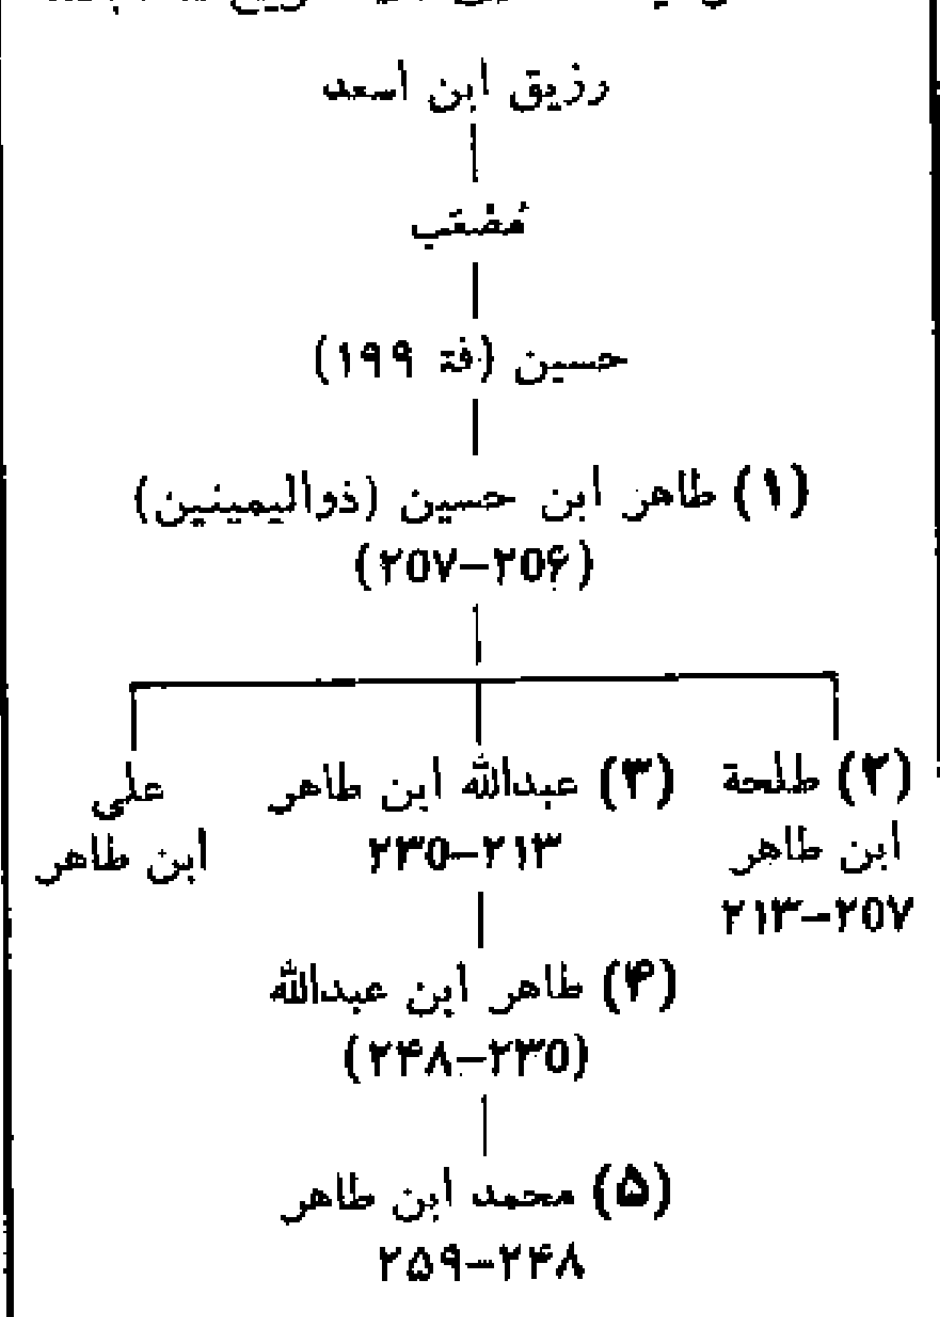 رزیق ابن اسعد
مُصْعَب
حسین (فة ۱۹۹)
(۱) طاهر ابن حسین (ذوالیمینین)
(۲۰۶–۲۰۷)
(۲) طلحة
ابن طاهر
۲۰۷–۲۱۳
(۳) عبدالله ابن طاهر
۲۱۳–۲۳۰
علی
ابن طاهر
(۴) طاهر ابن عبدالله
(۲۳۰–۲۴۸)
(۵) محمد ابن طاهر
۲۴۸–۲۵۹